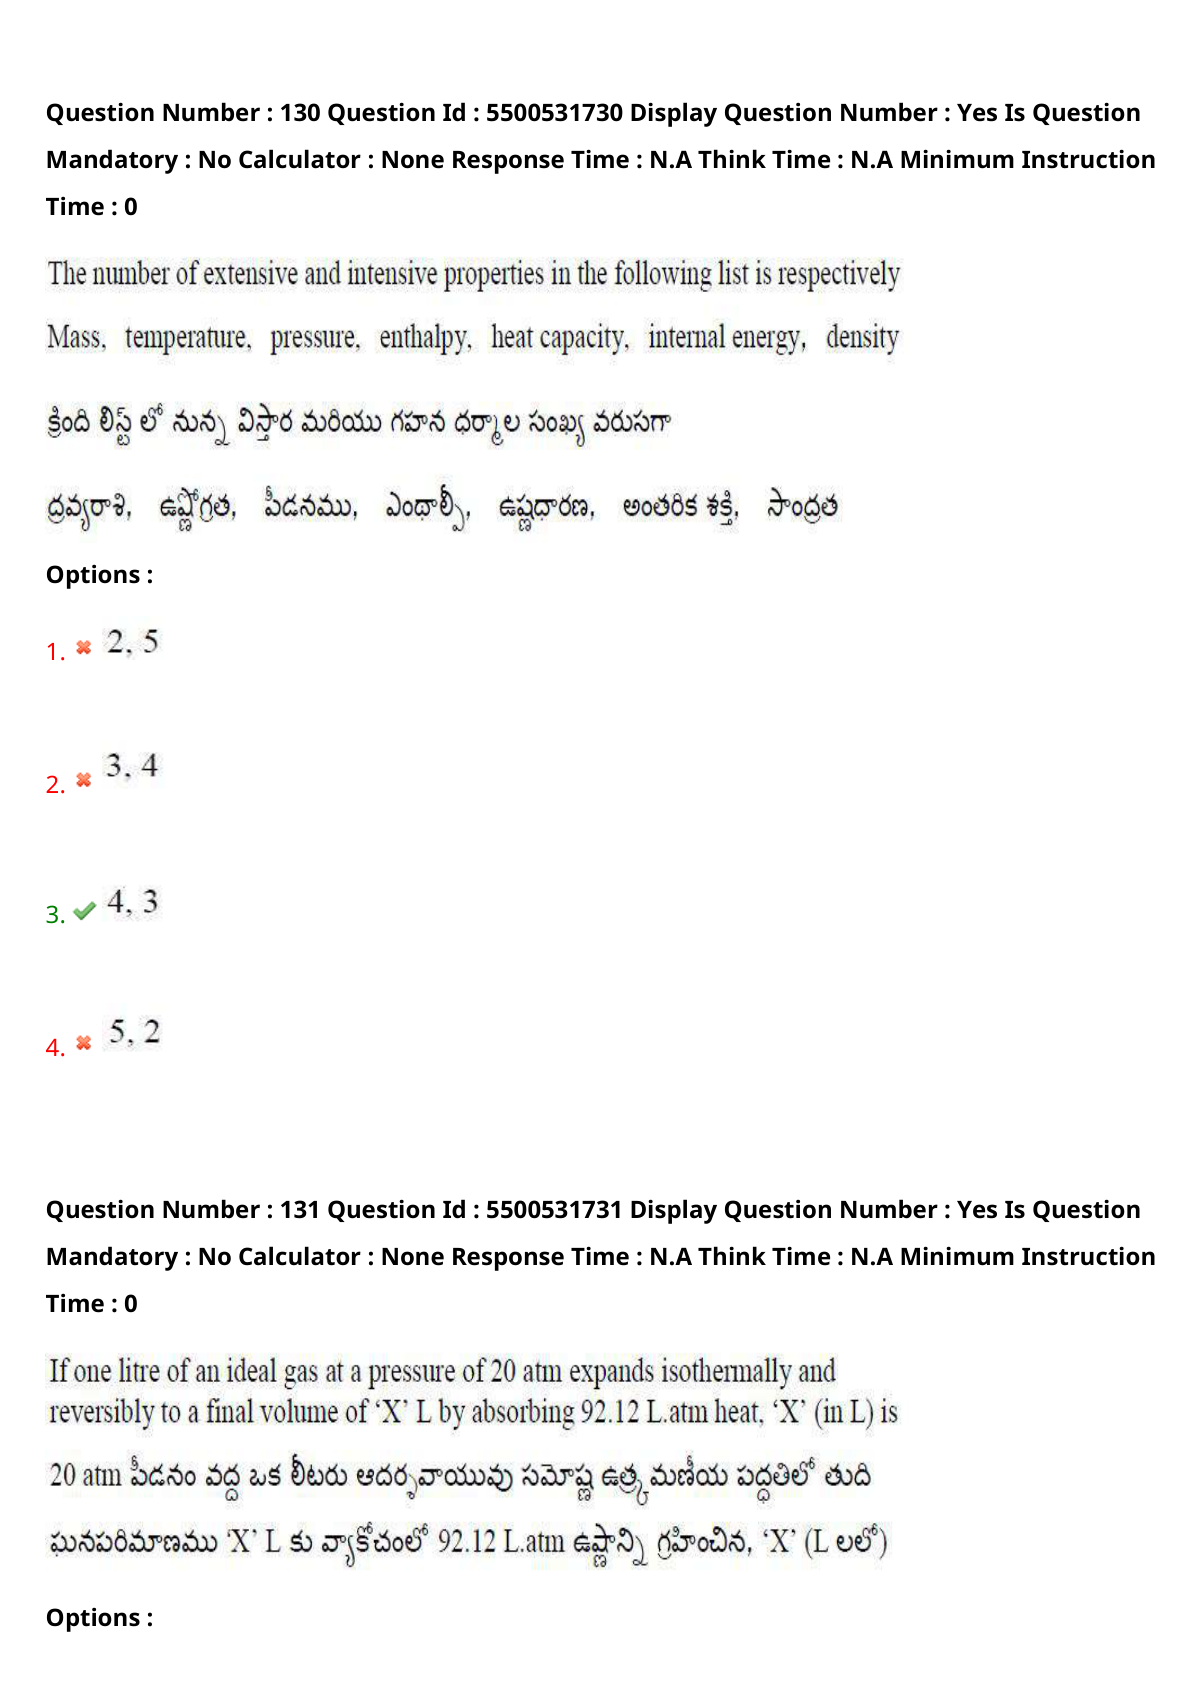 Question Number : 130 Question Id : 5500531730 Display Question Number : Yes Is Question
Mandatory : No Calculator : None Response Time : N.A Think Time : N.A Minimum Instruction
Time : 0
The number of extensive and intensive properties in the following list is respectively
Mass, temperature, pressure, enthalpy, heat capacity, internal energy, density
క్రింది లిస్ట్ లో నున్న విస్తార మరియు గహన ధర్మాల సంఖ్య వరుసగా
ద్రవ్యరాశి, ఉష్ణోగ్రత, పీడనము, ఎంథాల్పీ, ఉష్ణధారణ, అంతరిక శక్తి, సాంద్రత
Options :
1. 2, 5
2. 3, 4
3. 4, 3
4. 5, 2
Question Number : 131 Question Id : 5500531731 Display Question Number : Yes Is Question
Mandatory : No Calculator : None Response Time : N.A Think Time : N.A Minimum Instruction
Time : 0
If one litre of an ideal gas at a pressure of 20 atm expands isothermally and
reversibly to a final volume of ‘X’ L by absorbing 92.12 L.atm heat, ‘X’ (in L) is
20 atm పీడనం వద్ద ఒక లీటరు ఆదర్శవాయువు సమోష్ణ ఉత్క్రమణీయ పద్ధతిలో తుది
ఘనపరిమాణము ‘X’ L కు వ్యాకోచంలో 92.12 L.atm ఉష్ణాన్ని గ్రహించిన, ‘X’ (L లలో)
Options :